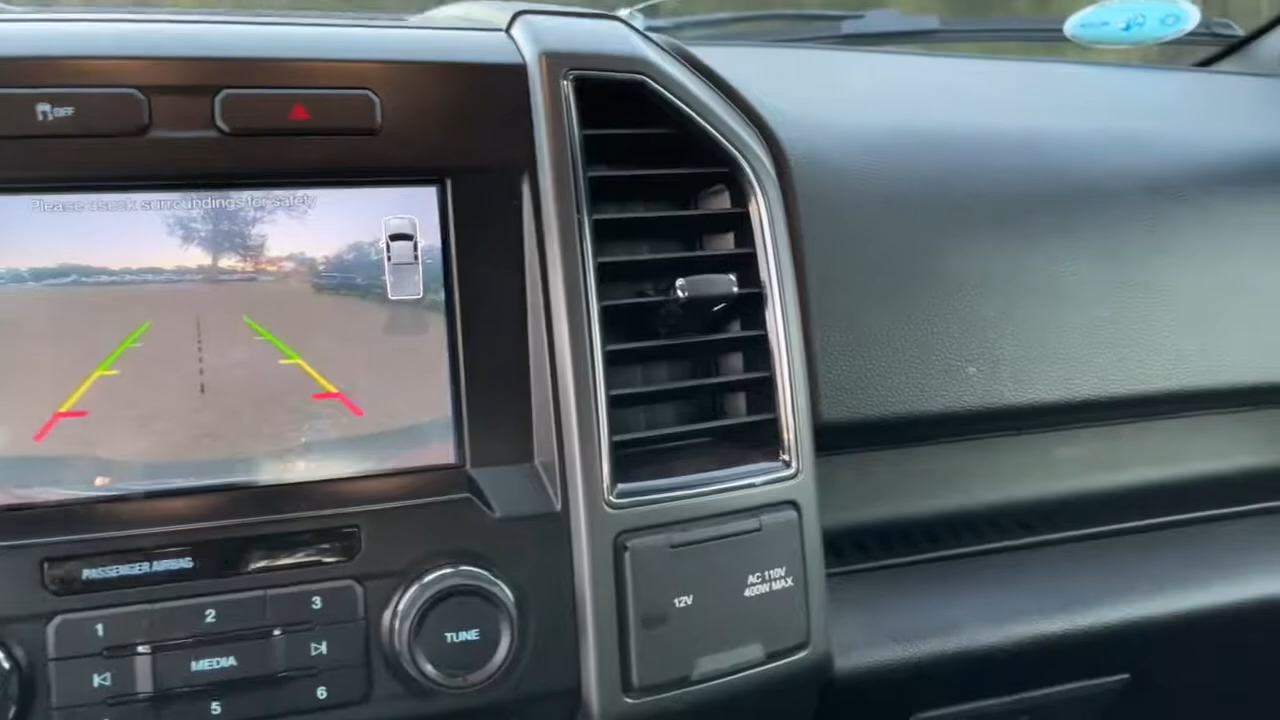 OFF
Please check surroundings for safety
PASSENGER AIRBAG
1
2
3
MEDIA
5
6
TUNE
12V
AC 110V
400W MAX